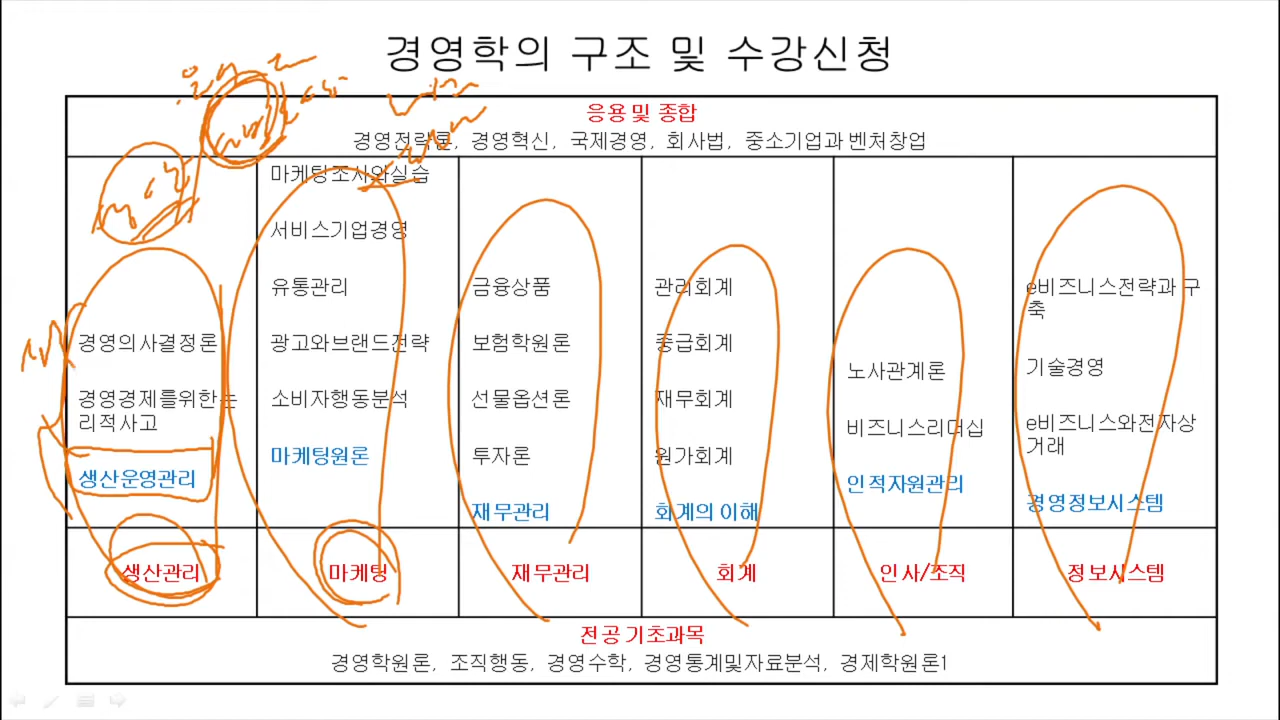 경영학의 구조 및 수강신청
응용 및 종합
경영전략론, 경영혁신, 국제경영, 회사법, 중소기업과 벤처창업
경영의사결정론
경영경제를위한논
리적사고
생산운영관리
생산관리
마케팅조사와실습
서비스기업경영
유통관리
광고와브랜드전략
소비자행동분석
마케팅원론
마케팅
금융상품
보험학원론
선물옵션론
투자론
재무관리
재무관리
관리회계
중급회계
재무회계
원가회계
회계의 이해
회계
노사관계론
비즈니스리더십
인적자원관리
인사/조직
e비즈니스전략과 구
축
기술경영
e비즈니스와전자상
거래
경영정보시스템
정보시스템
전공 기초과목
경영학원론, 조직행동, 경영수학, 경영통계및자료분석, 경제학원론1